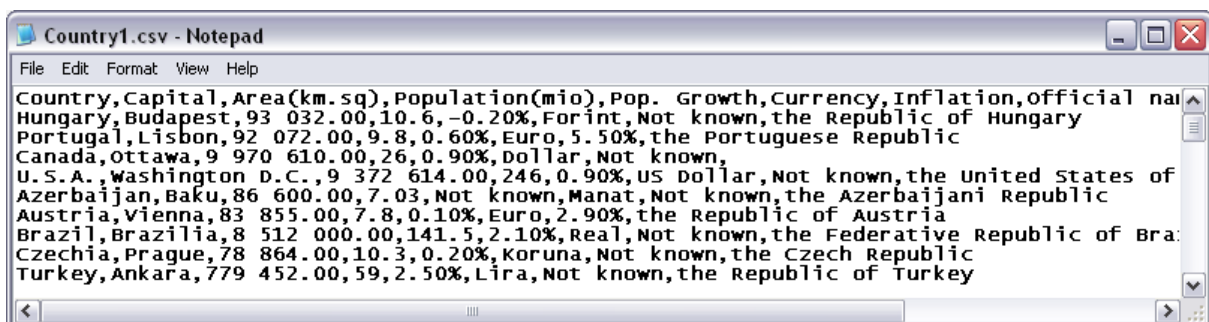 Country1.csv - Notepad
File Edit Format View Help
Country,Capital,Area(km.sq),Population(mio),Pop. Growth,Currency,Inflation,Official
Hungary,Budapest,93 032.00,10.6,-0.20%,Forint,Not known,the Republic of Hungary
Portugal,Lisbon,92 072.00,9.8,0.60%,Euro,5.50%,the Portuguese Republic
Canada,Ottawa,9 970 610.00,26,0.90%,Dollar,Not known,
U.S.A.,Washington D.C.,9 372 614.00,246,0.90%,US Dollar,Not known,the United States of
Azerbaijan,Baku,86 600.00,7.03,Not known,Manat,Not known,the Azerbaijani Republic
Austria,Vienna,83 855.00,7.8,0.10%,Euro,2.90%,the Republic of Austria
Brazil,Brazilia,8 512 000.00,141.5,2.10%,Real,Not known,the Federative Republic of
Czechia,Prague,78 864.00,10.3,0.20%,Koruna,Not known,the Czech Republic
Turkey,Ankara,779 452.00,59,2.50%,Lira,Not known,the Republic of Turkey